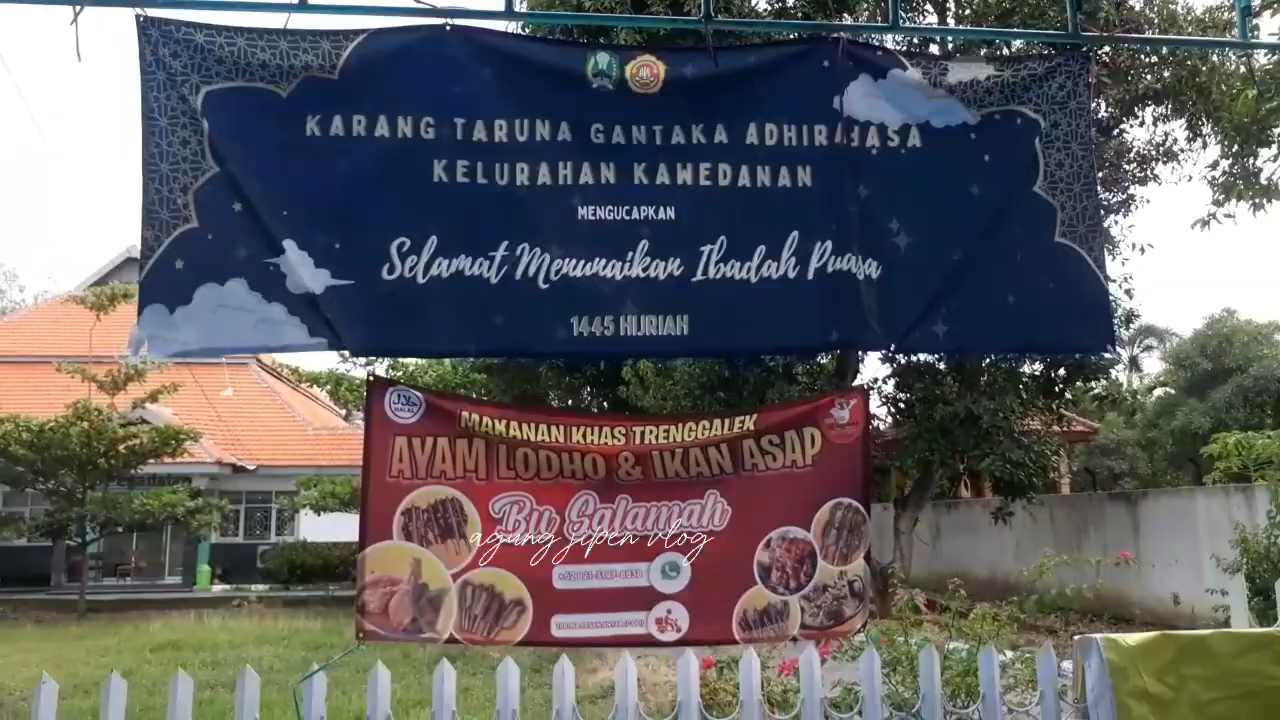 KARANG TARUNA GANTAKA ADHIRAJASA
KELURAHAN KAWEDANAN
MENGUCAPKAN
Selamat Menunaikan Ibadah Puasa
1445 HIJRIAH
حلال
HALAL
MAKANAN KHAS TRENGGALEK
AYAM LODHO & IKAN ASAP
Bu Salamah
agung jipen vlog